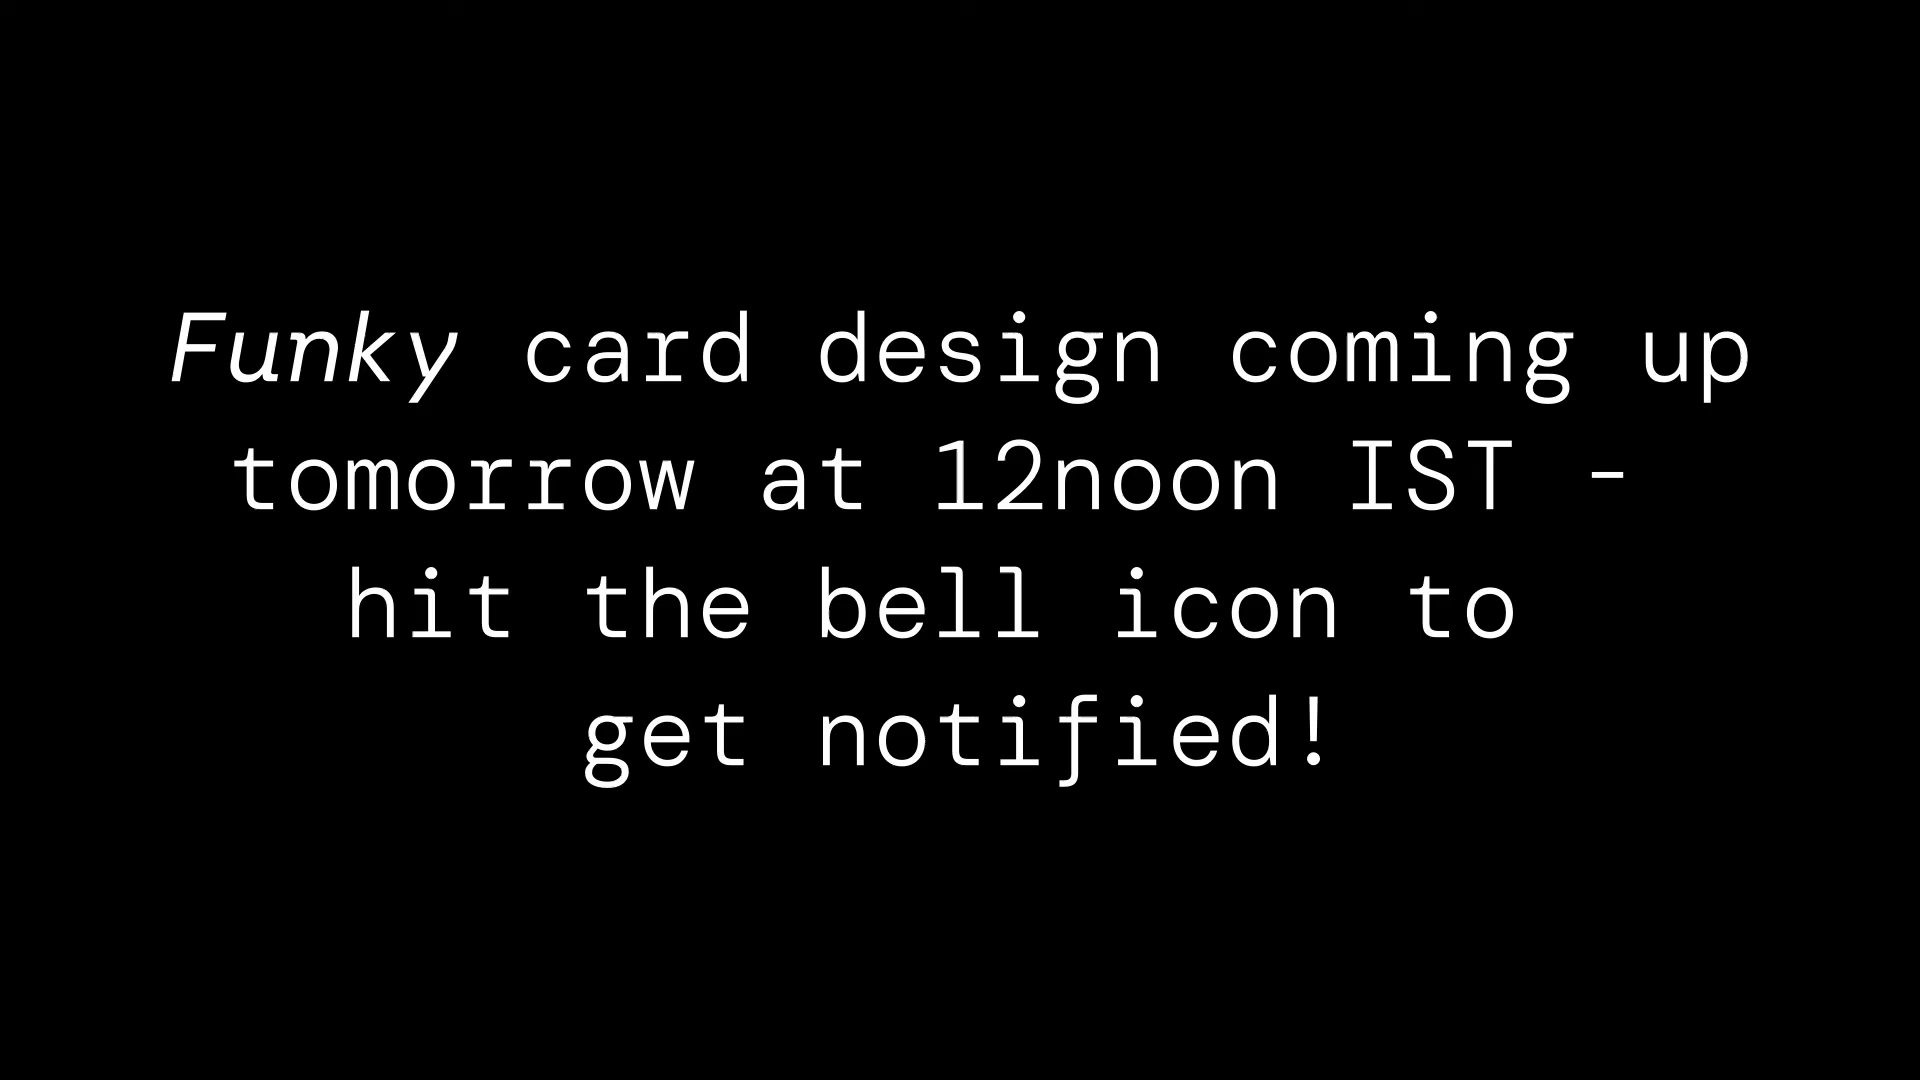 Funky card design coming up
tomorrow at 12noon IST -
hit the bell icon to
get notified!